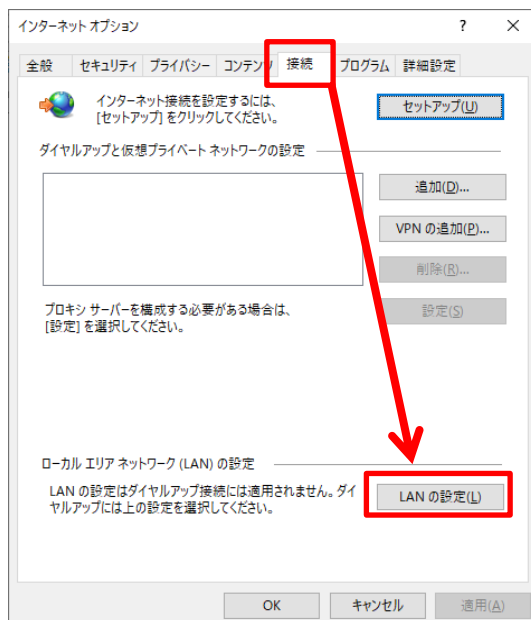 インターネット オプション ? ×
全般 セキュリティ プライバシー コンテンツ 接続 プログラム 詳細設定
インターネット接続を設定するには、
[セットアップ] をクリックしてください。
セットアップ(U)
ダイヤルアップと仮想プライベート ネットワークの設定
追加(D)...
VPN の追加(P)...
削除(R)...
プロキシ サーバーを構成する必要がある場合は、
[設定] を選択してください。
設定(S)
ローカル エリア ネットワーク (LAN) の設定
LAN の設定はダイヤルアップ接続には適用されません。ダイ
ヤルアップには上の設定を選択してください。
LAN の設定(L)
OK キャンセル 適用(A)